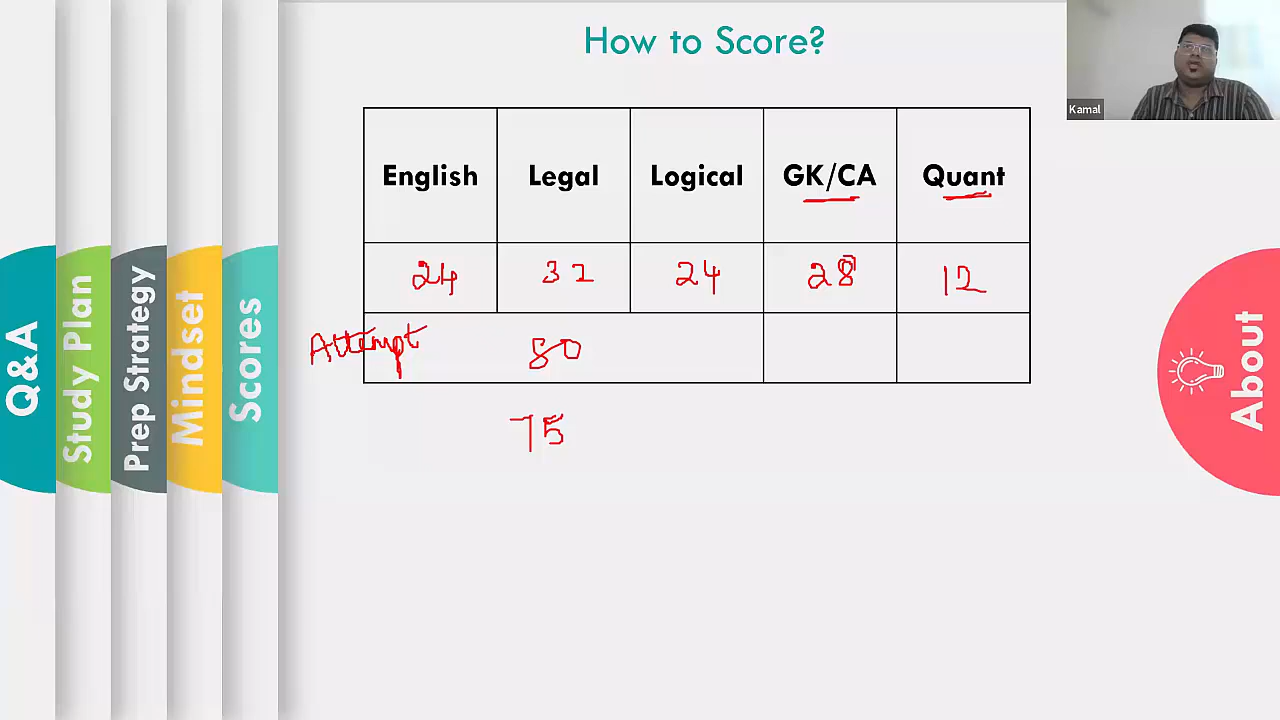 How to Score?
Kamal
English Legal Logical GK/CA Quant
24 32 24 28 12
Attempt 80
75
Q&A
Study Plan
Prep Strategy
Mindset
Scores
About